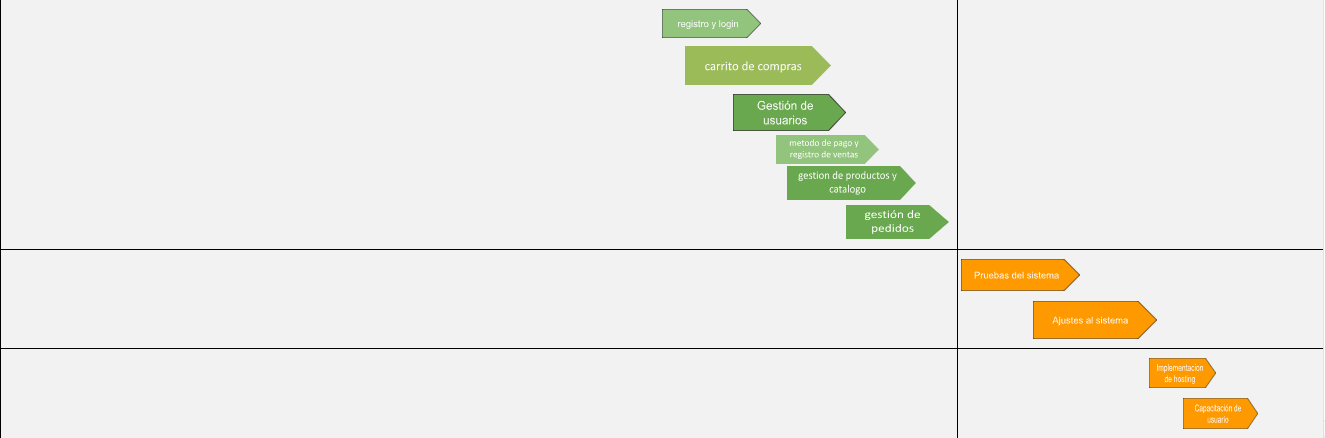 registro y login
carrito de compras
Gestión de
usuarios
metodo de pago y
registro de ventas
gestion de productos y
catalogo
gestión de
pedidos
Pruebas del sistema
Ajustes al sistema
Implementacion
de hosting
Capacitación de
usuario